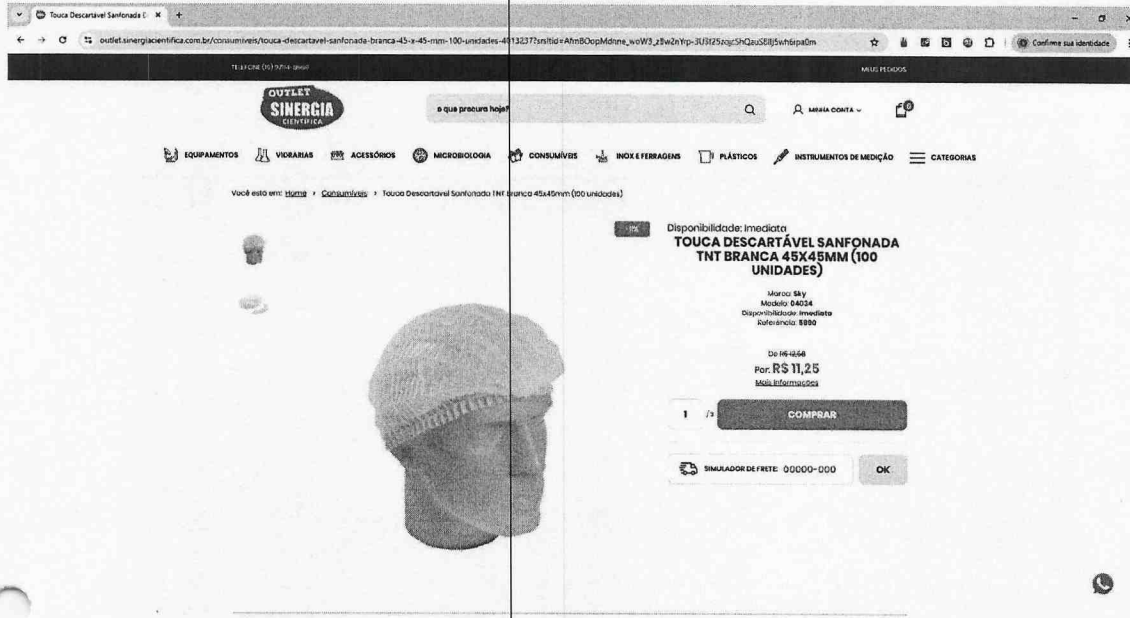 Touca Descartável Sanfonada
outlet.sinergiacientifica.com.br/consumiveis/touca-descartavel-sanfonada-branca-45-x-45-mm-100-unidades-
Confirme sua identidade
TELEFONE (16)
MEUS PEDIDOS
OUTLET
SINERGIA
CIENTÍFICA
o que procura hoje?
MINHA CONTA
0
EQUIPAMENTOS
VIDRARIAS
ACESSÓRIOS
MICROBIOLOGIA
CONSUMÍVEIS
INOX E FERRAGENS
PLÁSTICOS
INSTRUMENTOS DE MEDIÇÃO
CATEGORIAS
Você está em: Home › Consumíveis › Touca Descartável Sanfonada TNT Branca 45x45mm (100 unidades)
Disponibilidade: Imediata
TOUCA DESCARTÁVEL SANFONADA
TNT BRANCA 45X45MM (100
UNIDADES)
Marca: Sky
Modelo: 04034
Disponibilidade: Imediata
Referência: 5990
Por: R$ 11,25
Mais Informações
1
COMPRAR
SIMULADOR DE FRETE: 00000-000
OK